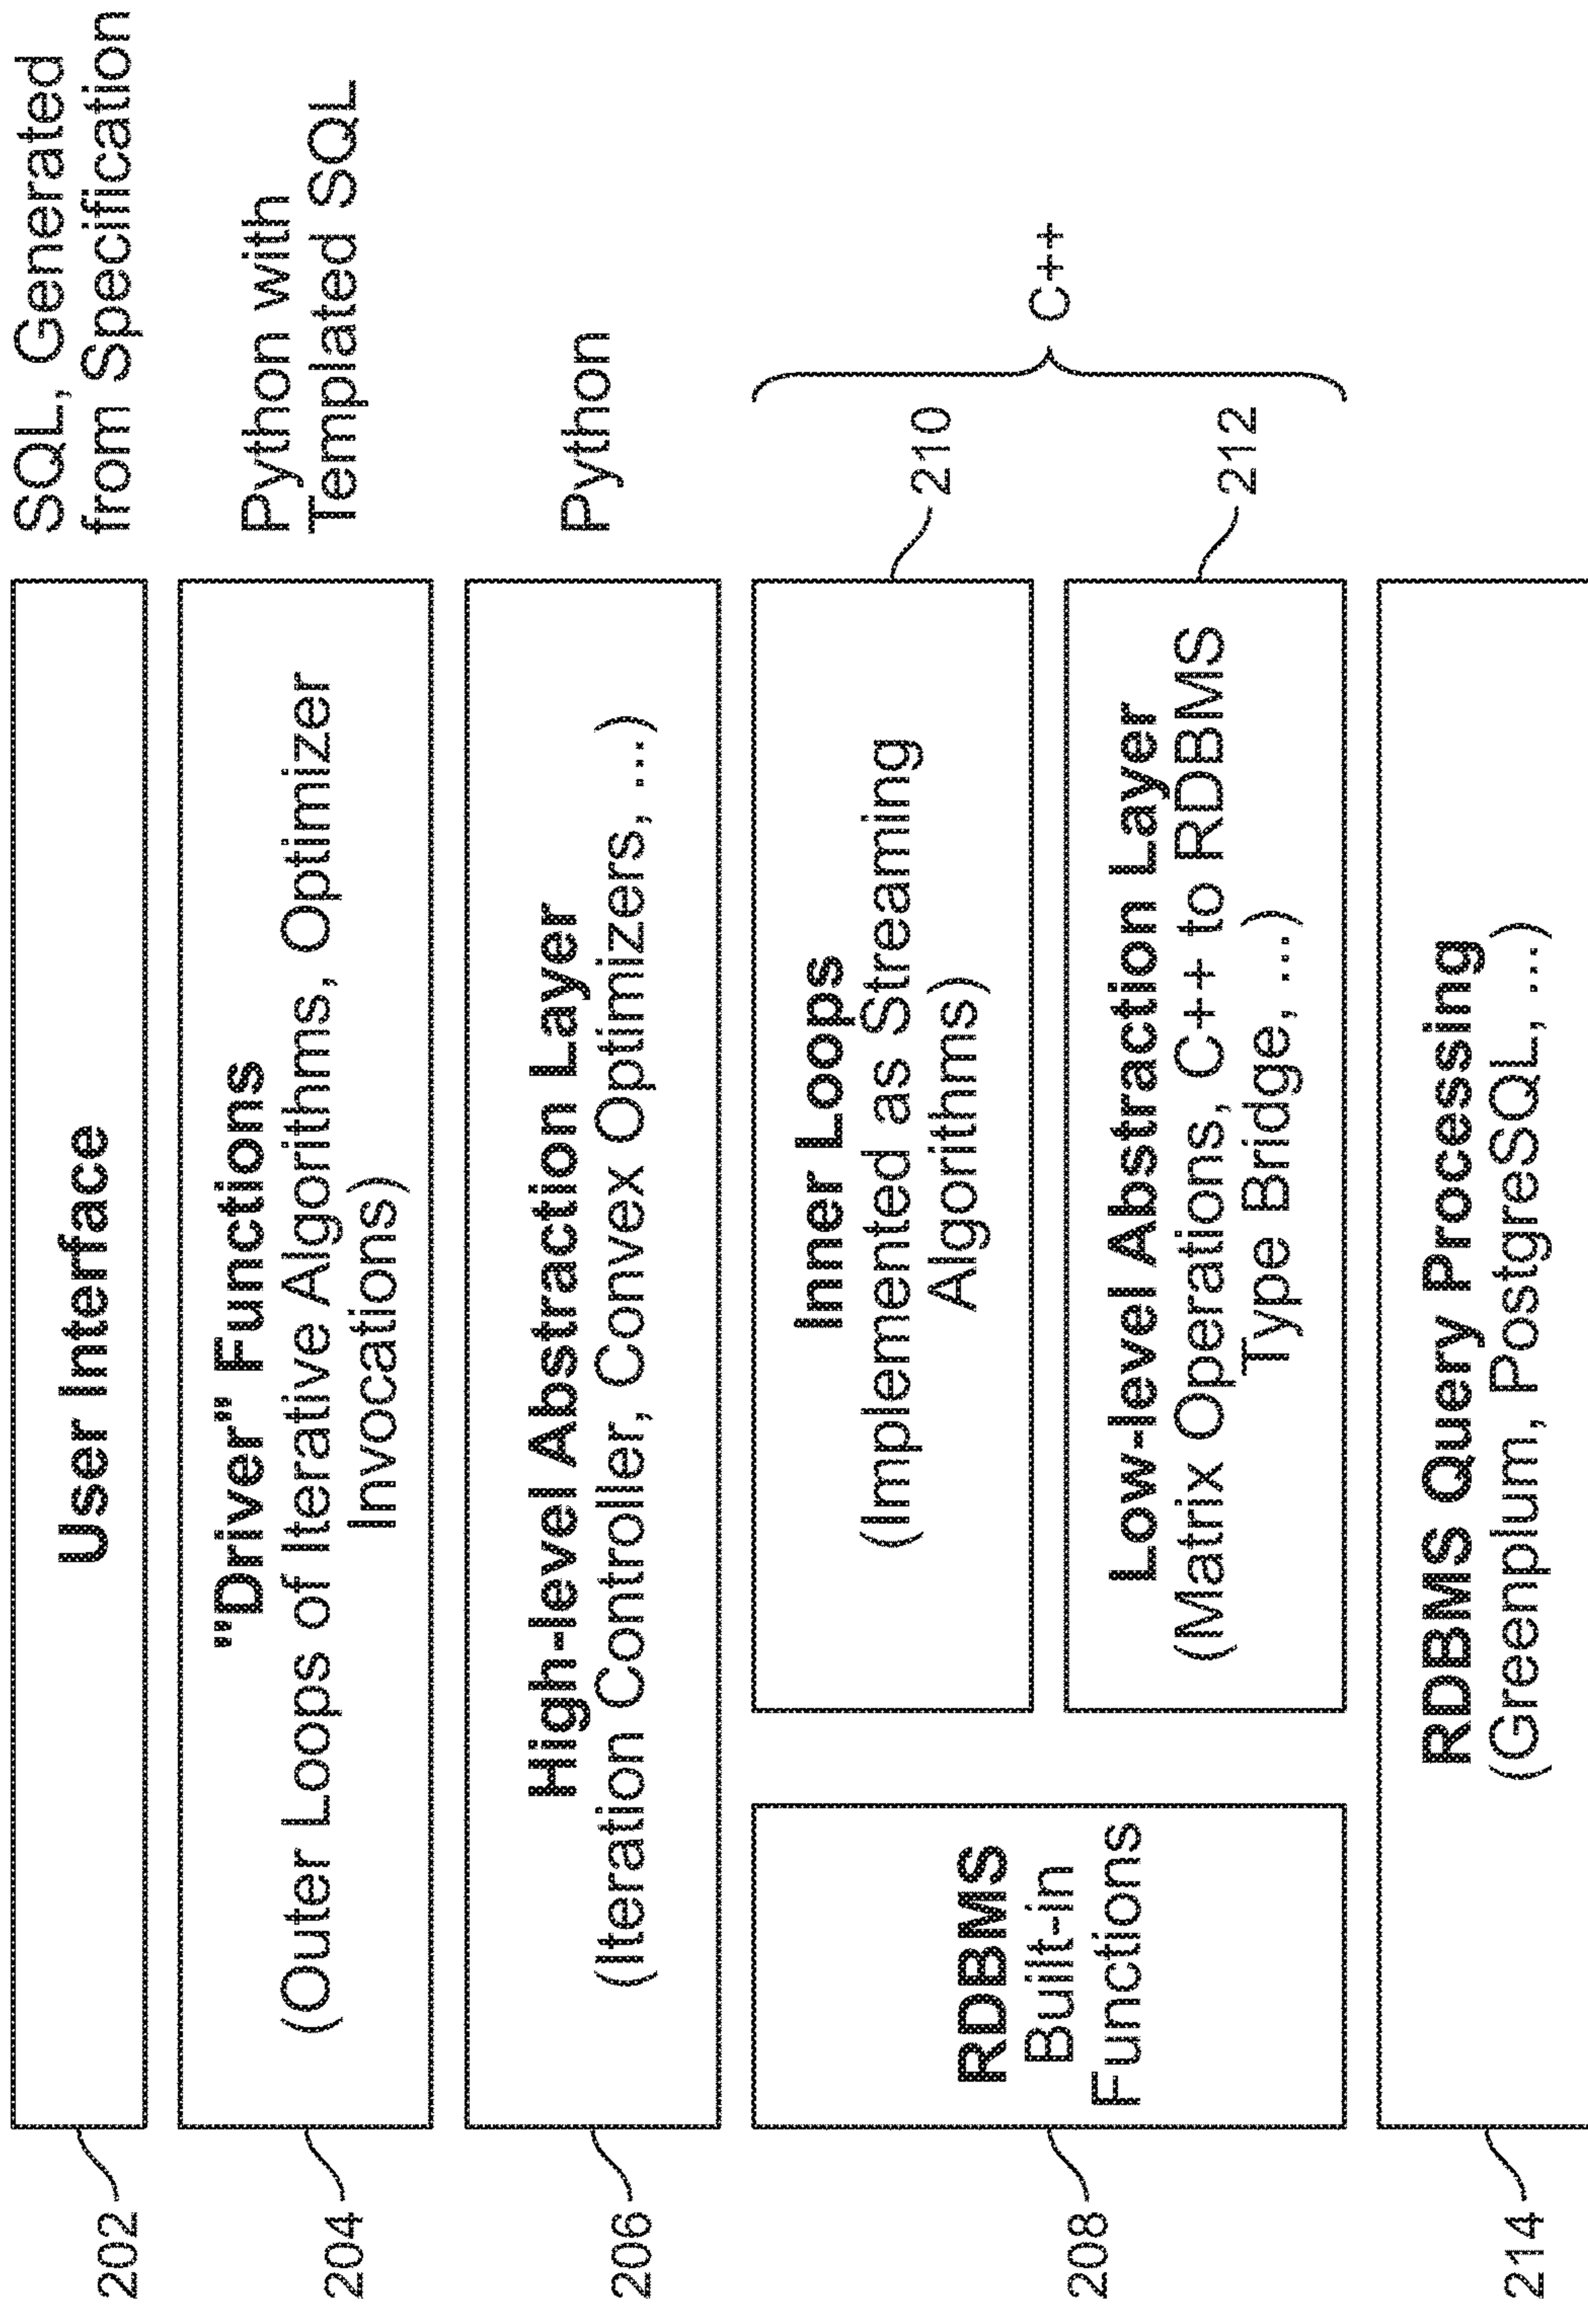 SQL, Generated
from Specification
202
User Interface
Python with
Templated SQL
204
"Driver" Functions
(Outer Loops of Iterative Algorithms, Optimizer
Invocations)
Python
206
High-level Abstraction Layer
(Iteration Controller, Convex Optimizers, ...)
208
RDBMS
Built-in
Functions
Inner Loops
(Implemented as Streaming
Algorithms)
210
C++
Low-level Abstraction Layer
(Matrix Operations, C++ to RDBMS
Type Bridge, ...)
212
214
RDBMS Query Processing
(Greenplum, PostgreSQL, ...)